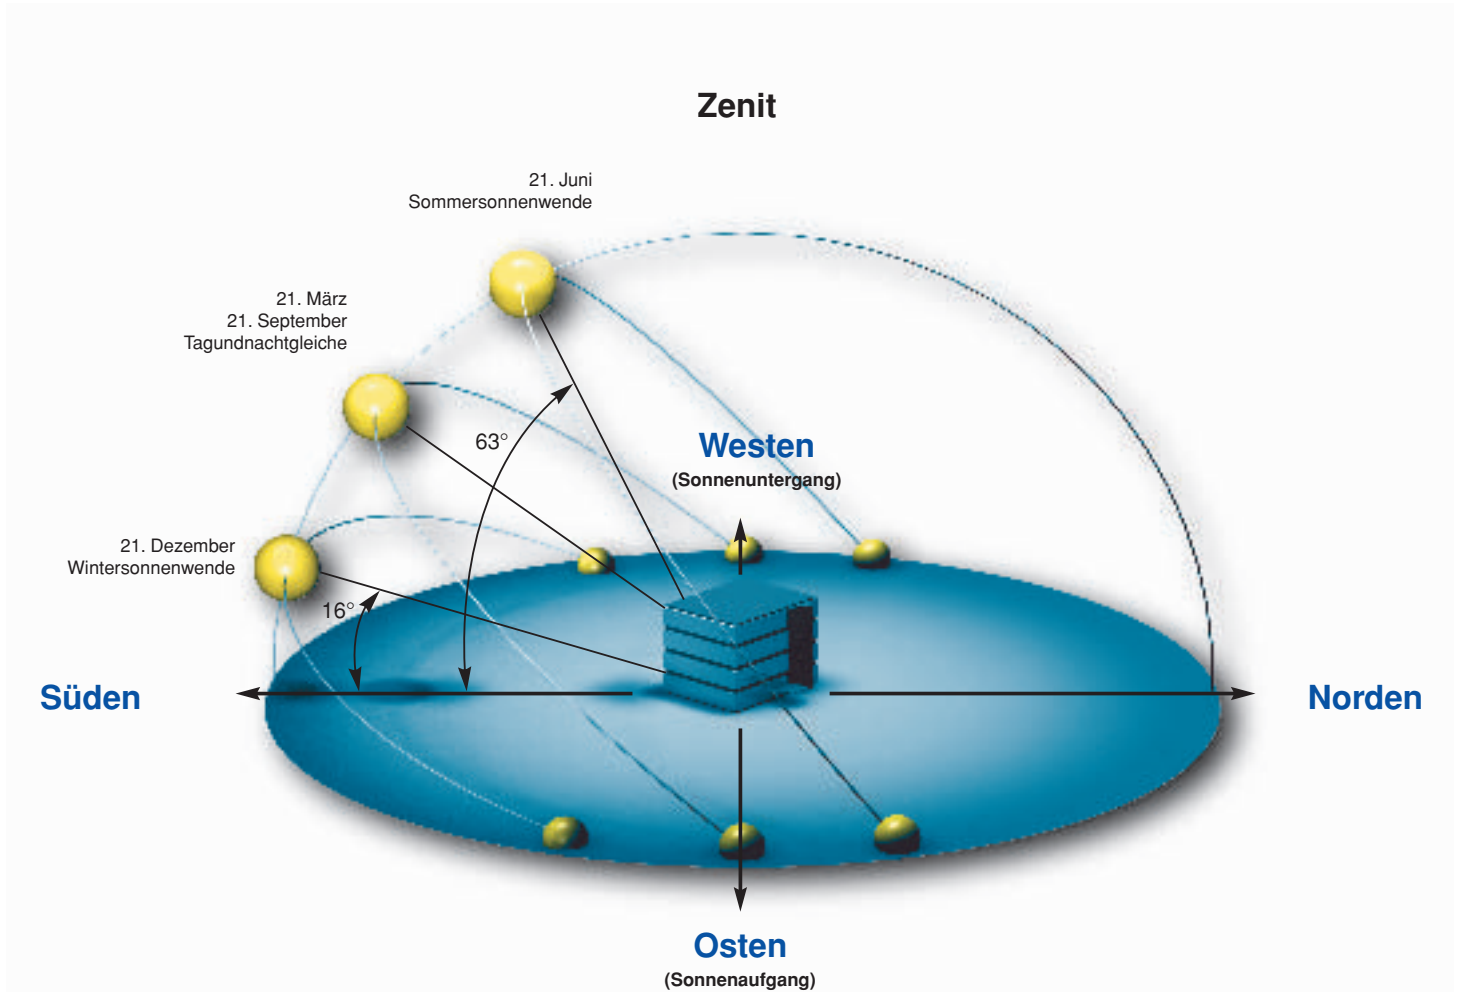 Zenit
21. Juni
Sommersonnenwende
21. März
21. September
Tagundnachtgleiche
63°
Westen
(Sonnenuntergang)
21. Dezember
Wintersonnenwende
16°
Süden
Norden
Osten
(Sonnenaufgang)